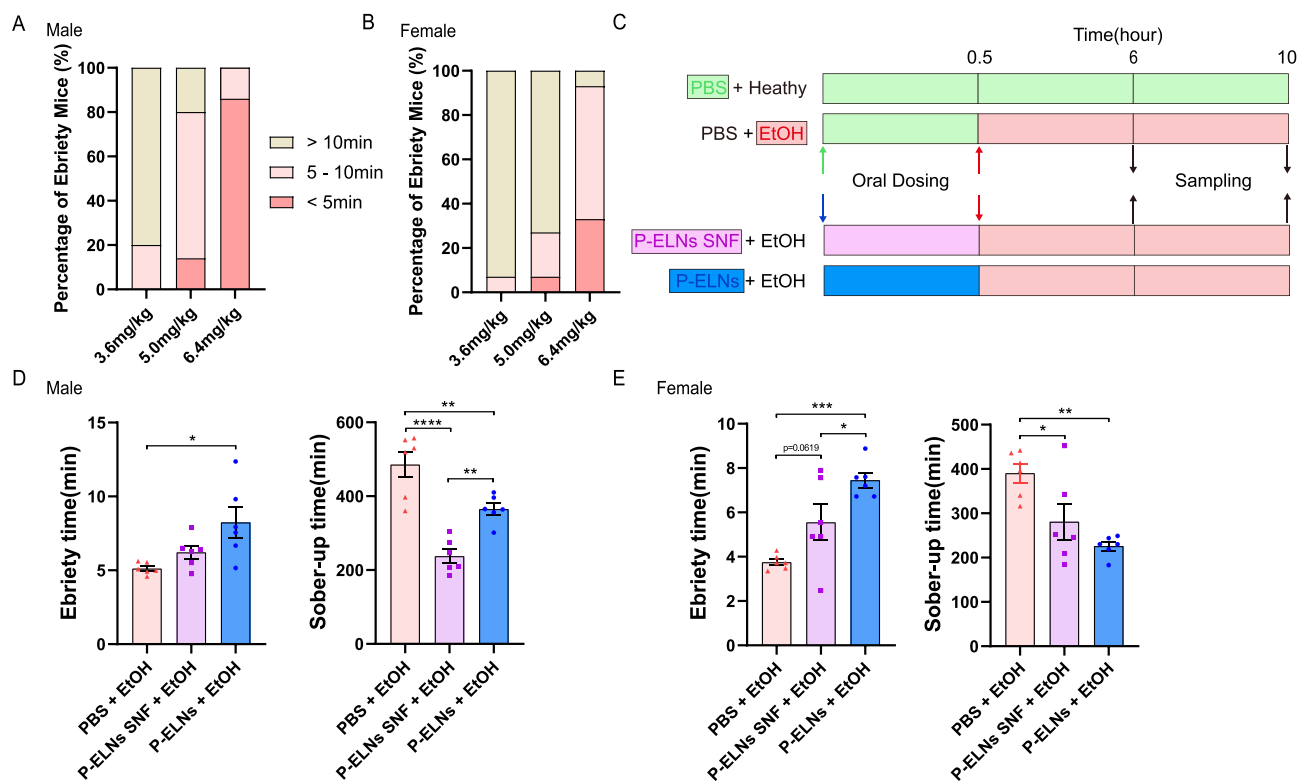 A
Male
Percentage of Ebriety Mice (%)
100
80
60
40
20
0
3.6mg/kg
5.0mg/kg
6.4mg/kg
> 10min
5 - 10min
< 5min
B
Female
Percentage of Ebriety Mice (%)
100
80
60
40
20
0
3.6mg/kg
5.0mg/kg
6.4mg/kg
C
Time(hour)
0.5
6
10
PBS + Heathy
PBS + EtOH
Oral Dosing
Sampling
P-ELNs SNF + EtOH
P-ELNs + EtOH
D
Male
Ebriety time(min)
15
10
5
0
*
PBS + EtOH
P-ELNs SNF + EtOH
P-ELNs + EtOH
Sober-up time(min)
600
400
200
0
**
****
**
PBS + EtOH
P-ELNs SNF + EtOH
P-ELNs + EtOH
E
Female
Ebriety time(min)
10
8
6
4
2
0
***
*
p=0.0619
PBS + EtOH
P-ELNs SNF + EtOH
P-ELNs + EtOH
Sober-up time(min)
500
400
300
200
100
0
**
*
PBS + EtOH
P-ELNs SNF + EtOH
P-ELNs + EtOH